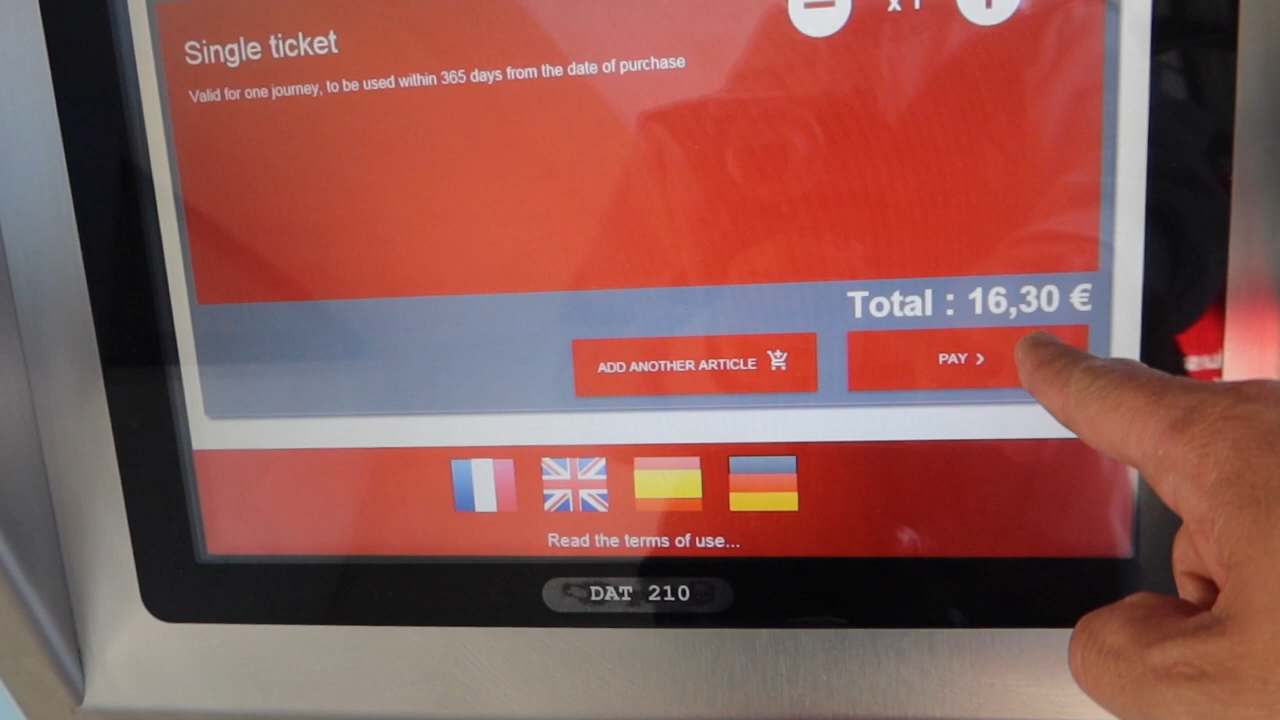 x 1
Single ticket
Valid for one journey, to be used within 365 days from the date of purchase
Total : 16,30 €
ADD ANOTHER ARTICLE
PAY >
Read the terms of use...
DAT 210